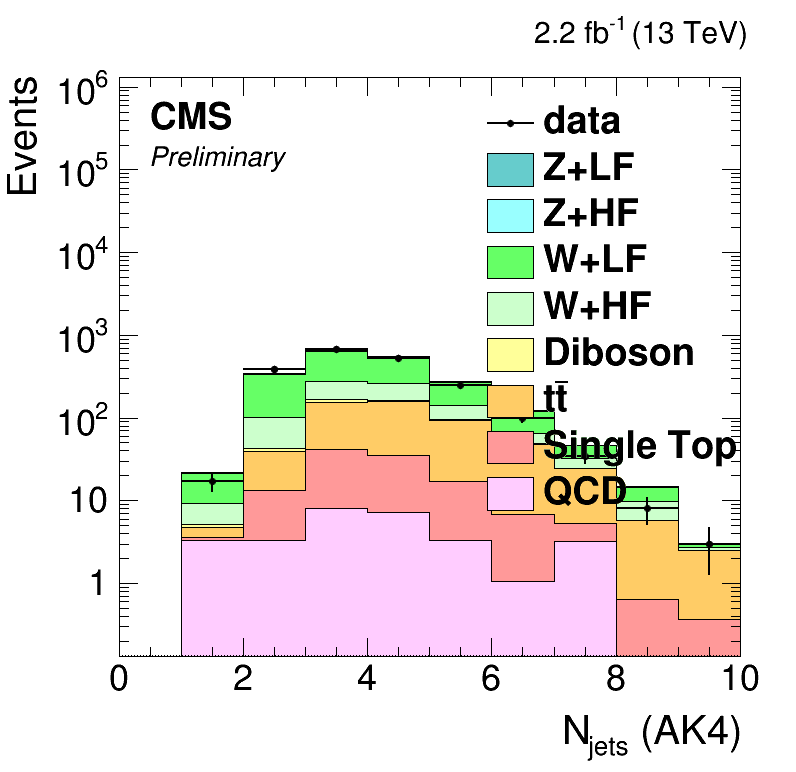 2.2 fb⁻¹ (13 TeV)
Events
10⁶
10⁵
10⁴
10³
10²
10
1
CMS
Preliminary
data
Z+LF
Z+HF
W+LF
W+HF
Diboson
tt̄
Single Top
QCD
0 2 4 6 8 10
N_jets (AK4)